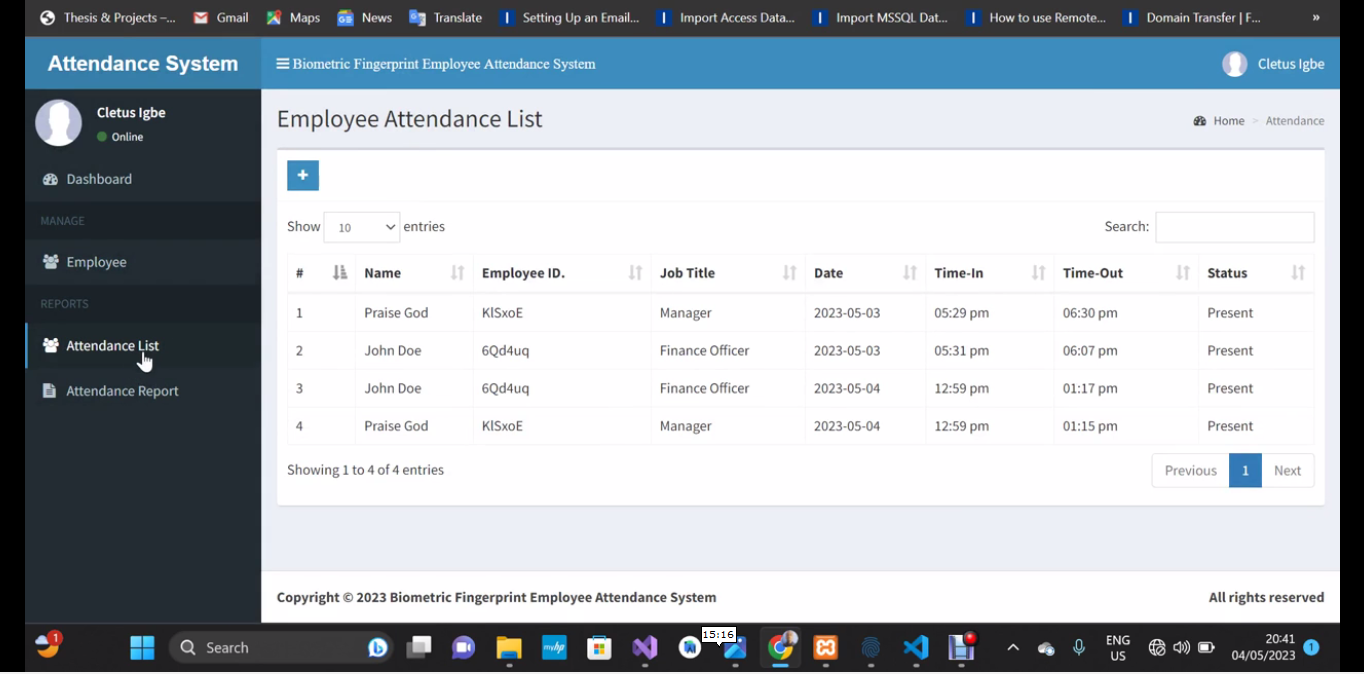 Thesis & Projects –... Gmail Maps News Translate Setting Up an Email... Import Access Data... Import MSSQL Dat... How to use Remote... Domain Transfer | F... »
Attendance System Biometric Fingerprint Employee Attendance System Cletus Igbe
Cletus Igbe
Online
Dashboard
MANAGE
Employee
REPORTS
Attendance List
Attendance Report
Employee Attendance List
Home > Attendance
+
Show 10 entries Search:
# Name Employee ID. Job Title Date Time-In Time-Out Status
1 Praise God KlSxoE Manager 2023-05-03 05:29 pm 06:30 pm Present
2 John Doe 6Qd4uq Finance Officer 2023-05-03 05:31 pm 06:07 pm Present
3 John Doe 6Qd4uq Finance Officer 2023-05-04 12:59 pm 01:17 pm Present
4 Praise God KlSxoE Manager 2023-05-04 12:59 pm 01:15 pm Present
Showing 1 to 4 of 4 entries Previous 1 Next
Copyright © 2023 Biometric Fingerprint Employee Attendance System All rights reserved
1 Search myhp 15:16 ENG 20:41 1
US 04/05/2023